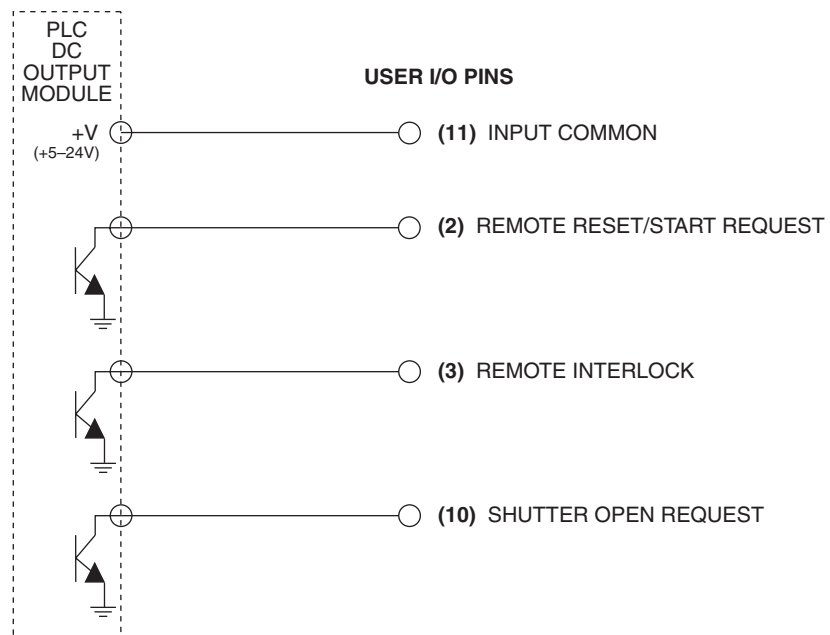 PLC
DC
OUTPUT
MODULE
USER I/O PINS
+V
(+5–24V)
(11) INPUT COMMON
(2) REMOTE RESET/START REQUEST
(3) REMOTE INTERLOCK
(10) SHUTTER OPEN REQUEST